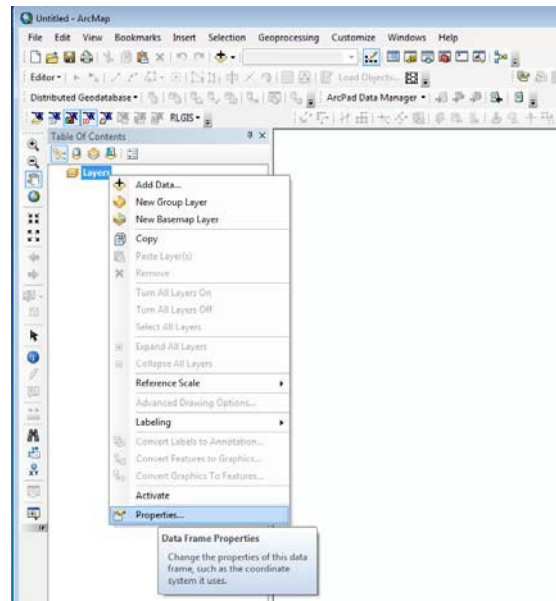 Untitled - ArcMap
File Edit View Bookmarks Insert Selection Geoprocessing Customize Windows Help
Editor Load Objects...
Distributed Geodatabase ArcPad Data Manager
RLGIS
Table Of Contents
Layers
Add Data...
New Group Layer
New Basemap Layer
Copy
Paste Layer(s)
Remove
Turn All Layers On
Turn All Layers Off
Select All Layers
Expand All Layers
Collapse All Layers
Reference Scale
Advanced Drawing Options...
Labeling
Convert Labels to Annotation...
Convert Features to Graphics...
Convert Graphics To Features...
Activate
Properties...
Data Frame Properties
Change the properties of this data
frame, such as the coordinate
system it uses.